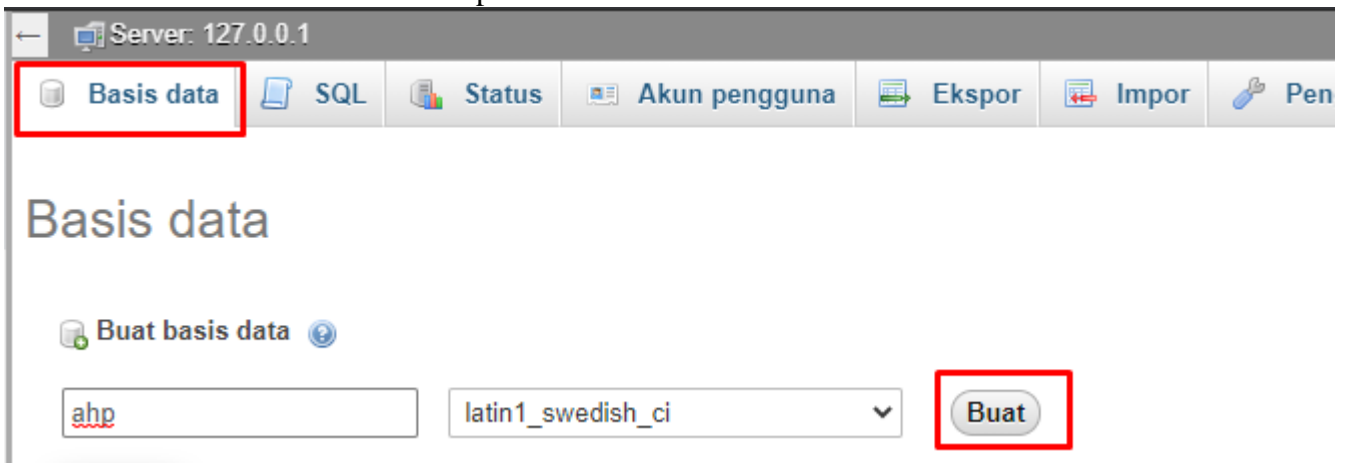 Server: 127.0.0.1
Basis data SQL Status Akun pengguna Ekspor Impor Pen
Basis data
Buat basis data
ahp latin1_swedish_ci Buat